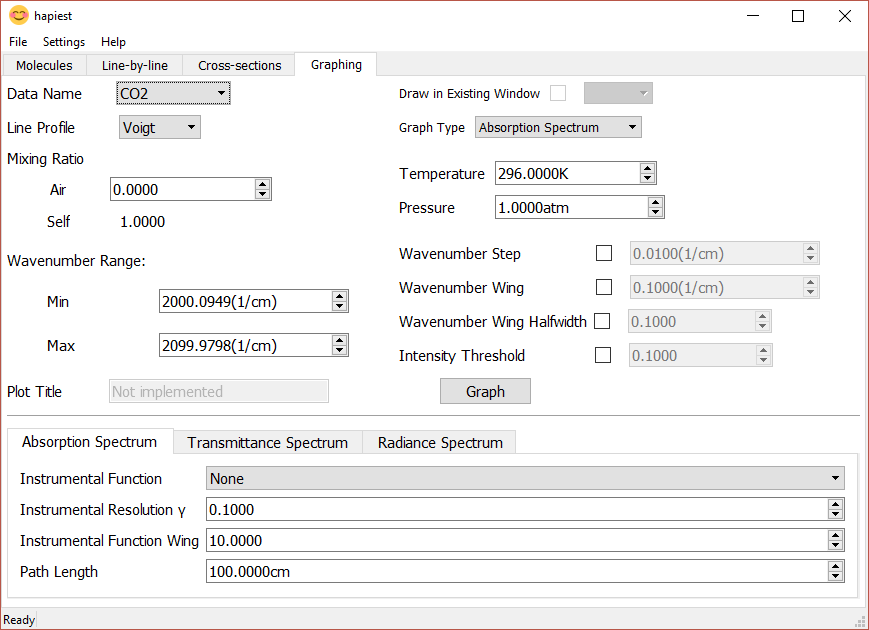 hapiest
File Settings Help
Molecules Line-by-line Cross-sections Graphing
Data Name CO2
Line Profile Voigt
Mixing Ratio
Air 0.0000
Self 1.0000
Wavenumber Range:
Min 2000.0949(1/cm)
Max 2099.9798(1/cm)
Plot Title Not implemented
Draw in Existing Window
Graph Type Absorption Spectrum
Temperature 296.0000K
Pressure 1.0000atm
Wavenumber Step 0.0100(1/cm)
Wavenumber Wing 0.1000(1/cm)
Wavenumber Wing Halfwidth 0.1000
Intensity Threshold 0.1000
Graph
Absorption Spectrum Transmittance Spectrum Radiance Spectrum
Instrumental Function None
Instrumental Resolution γ 0.1000
Instrumental Function Wing 10.0000
Path Length 100.0000cm
Ready